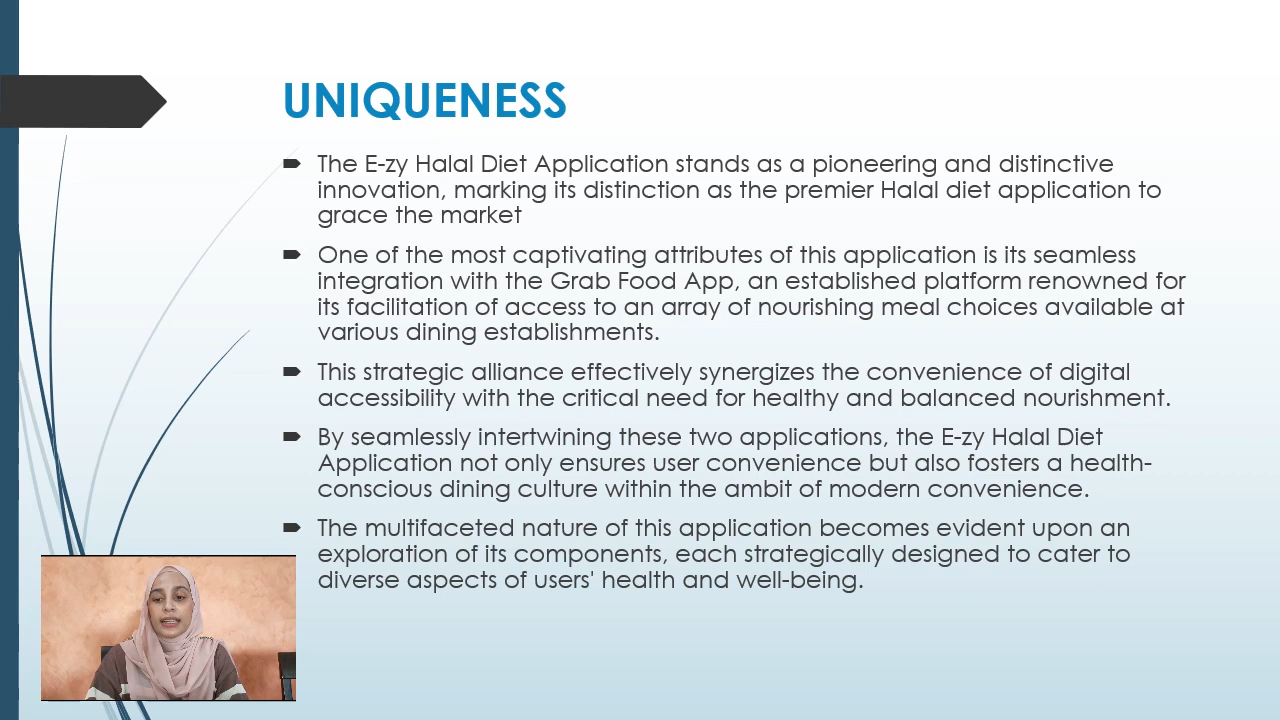 UNIQUENESS
The E-zy Halal Diet Application stands as a pioneering and distinctive
innovation, marking its distinction as the premier Halal diet application to
grace the market
One of the most captivating attributes of this application is its seamless
integration with the Grab Food App, an established platform renowned for
its facilitation of access to an array of nourishing meal choices available at
various dining establishments.
This strategic alliance effectively synergizes the convenience of digital
accessibility with the critical need for healthy and balanced nourishment.
By seamlessly intertwining these two applications, the E-zy Halal Diet
Application not only ensures user convenience but also fosters a health-
conscious dining culture within the ambit of modern convenience.
The multifaceted nature of this application becomes evident upon an
exploration of its components, each strategically designed to cater to
diverse aspects of users' health and well-being.